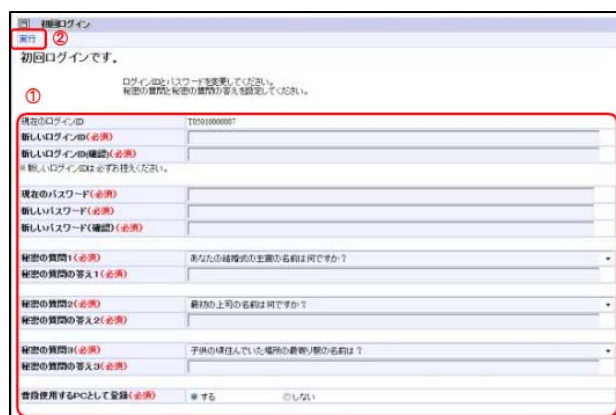 初回ログイン
実行 ②
初回ログインです。
ログインIDとパスワードを変更してください。
秘密の質問と秘密の質問の答えを設定してください。
①
現在のログインID T05010000007
新しいログインID(必須)
新しいログインID(確認)(必須)
※新しいログインIDは必ずお控えください。
現在のパスワード(必須)
新しいパスワード(必須)
新しいパスワード(確認)(必須)
秘密の質問1(必須) あなたの結婚式の主賓の名前は何ですか?
秘密の質問の答え1(必須)
秘密の質問2(必須) 最初の上司の名前は何ですか?
秘密の質問の答え2(必須)
秘密の質問3(必須) 子供の頃住んでいた場所の最寄り駅の名前は?
秘密の質問の答え3(必須)
普段使用するPCとして登録(必須) する しない